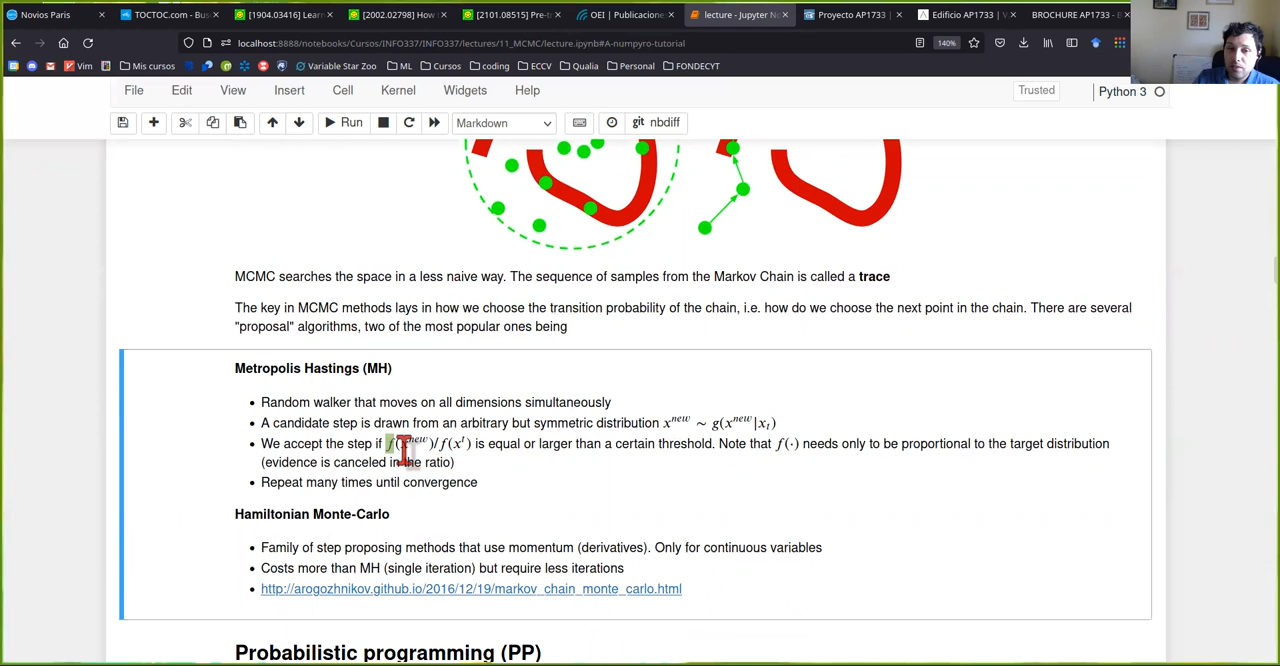 Novios Paris
TOCTOC.com - Bus
[1904.03416] Lear
[2002.02798] How
[2101.08515] Pre-t
OEI | Publicacione
lecture - Jupyter No
Proyecto AP1733
Edificio AP1733 | V
BROCHURE AP1733 - E
localhost:8888/notebooks/Cursos/INFO337/INFO337/lectures/11_MCMC/lecture.ipynb#A-numpyro-tutorial
140%
Vim
Mis cursos
Variable Star Zoo
ML
Cursos
coding
ECCV
Qualia
Personal
FONDECYT
File Edit View Insert Cell Kernel Widgets Help
Trusted
Python 3
Run
Markdown
git nbdiff
MCMC searches the space in a less naive way. The sequence of samples from the Markov Chain is called a trace
The key in MCMC methods lays in how we choose the transition probability of the chain, i.e. how do we choose the next point in the chain. There are several
"proposal" algorithms, two of the most popular ones being
Metropolis Hastings (MH)
• Random walker that moves on all dimensions simultaneously
• A candidate step is drawn from an arbitrary but symmetric distribution x^new ~ g(x^new|x_t)
• We accept the step if f(x^new)/f(x^t) is equal or larger than a certain threshold. Note that f(·) needs only to be proportional to the target distribution
(evidence is canceled in the ratio)
• Repeat many times until convergence
Hamiltonian Monte-Carlo
• Family of step proposing methods that use momentum (derivatives). Only for continuous variables
• Costs more than MH (single iteration) but require less iterations
• http://arogozhnikov.github.io/2016/12/19/markov_chain_monte_carlo.html
Probabilistic programming (PP)